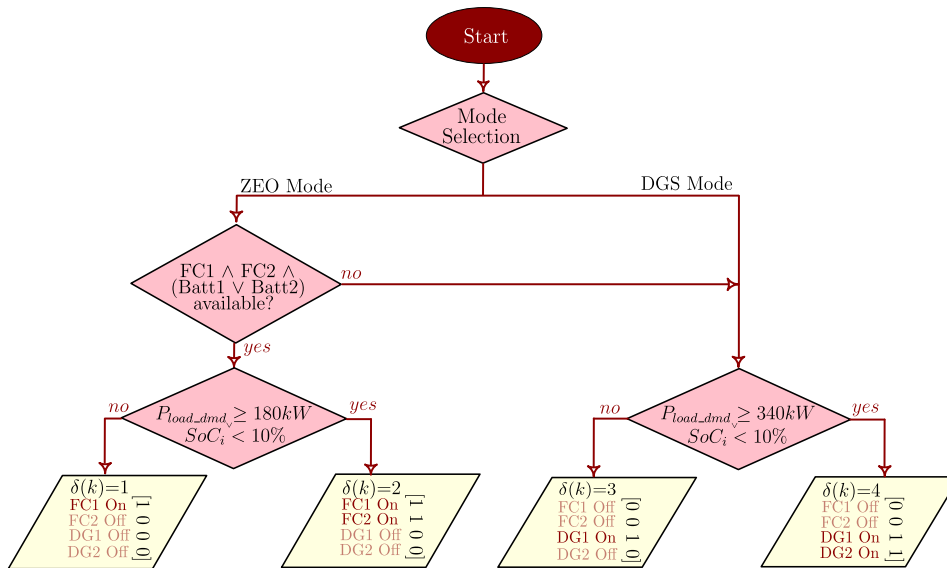 Start
Mode
Selection
ZEO Mode
DGS Mode
FC1 ∧ FC2 ∧
(Batt1 ∨ Batt2)
available?
no
yes
no
P_{load_dmd} ≥ 180kW
∨
SoC_i < 10%
yes
no
P_{load_dmd} ≥ 340kW
∨
SoC_i < 10%
yes
δ(k)=1
FC1 On
FC2 Off
DG1 Off
DG2 Off
[1 0 0 0]
δ(k)=2
FC1 On
FC2 On
DG1 Off
DG2 Off
[1 1 0 0]
δ(k)=3
FC1 Off
FC2 Off
DG1 On
DG2 Off
[0 0 1 0]
δ(k)=4
FC1 Off
FC2 Off
DG1 On
DG2 On
[0 0 1 1]